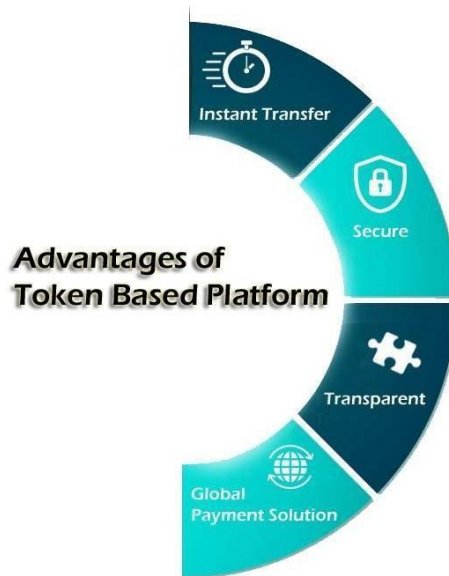 Instant Transfer
Secure
Advantages of
Token Based Platform
Transparent
Global
Payment Solution